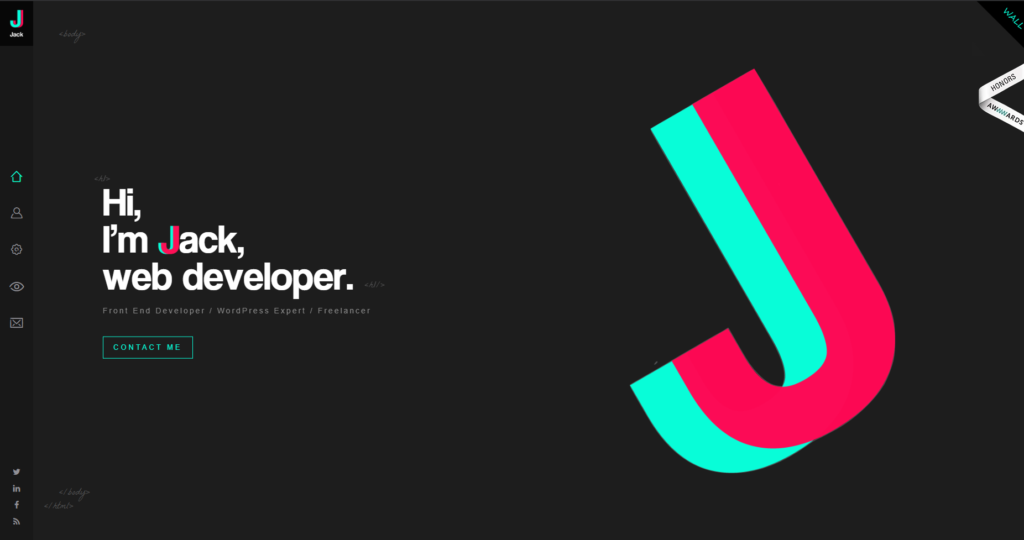 J
Jack
<body>
WALL
HONORS
AWWWARDS
Hi,
I'm Jack,
web developer.
<h1/>
Front End Developer / WordPress Expert / Freelancer
CONTACT ME
J
</body>
</html>